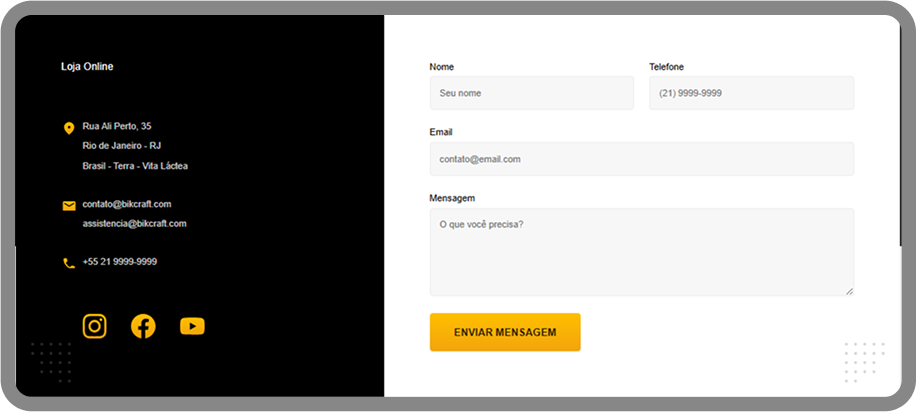 Loja Online
Rua Ali Perto, 35
Rio de Janeiro - RJ
Brasil - Terra - Vita Láctea
contato@bikcraft.com
assistencia@bikcraft.com
+55 21 9999-9999
Nome
Telefone
Seu nome
(21) 9999-9999
Email
contato@email.com
Mensagem
O que você precisa?
ENVIAR MENSAGEM